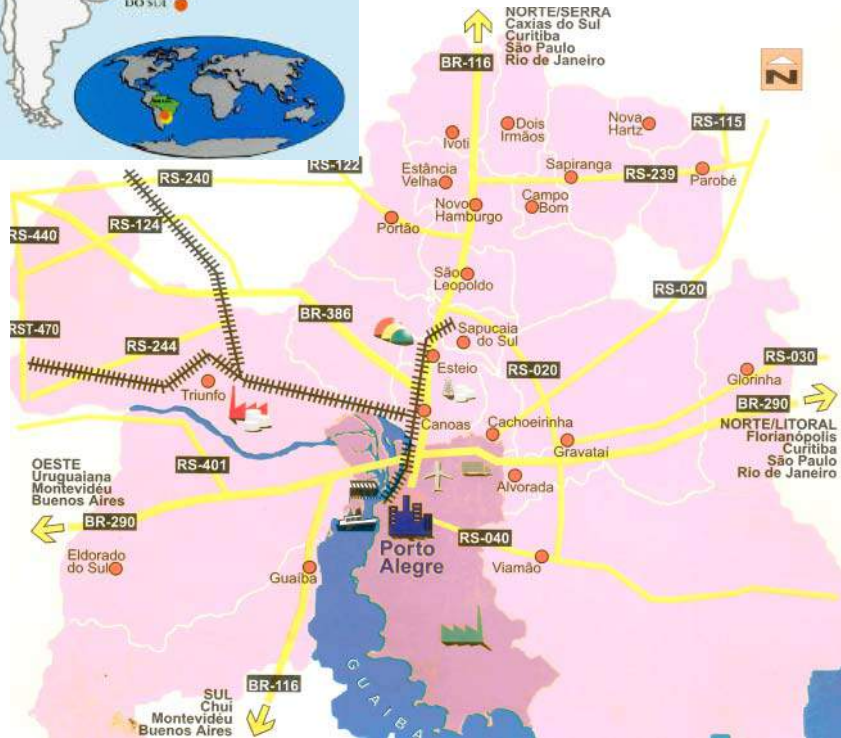 DO SUL
NORTE/SERRA
Caxias do Sul
Curitiba
São Paulo
Rio de Janeiro
BR-116
N
Ivoti
Dois
Irmãos
Nova
Hartz
RS-115
RS-122
RS-240
Estância
Velha
Sapiranga
RS-239
Parobé
Novo
Hamburgo
Campo
Bom
Portão
RS-124
RS-440
São
Leopoldo
RS-020
BR-386
RST-470
RS-244
Sapucaia
do Sul
Esteio
RS-020
RS-030
Glorinha
Triunfo
Canoas
Cachoeirinha
BR-290
NORTE/LITORAL
Florianópolis
Curitiba
São Paulo
Rio de Janeiro
Gravataí
RS-401
OESTE
Uruguaiana
Montevidéu
Buenos Aires
Alvorada
BR-290
Porto
Alegre
RS-040
Eldorado
do Sul
Guaíba
Viamão
GUAIBA
BR-116
SUL
Chui
Montevidéu
Buenos Aires